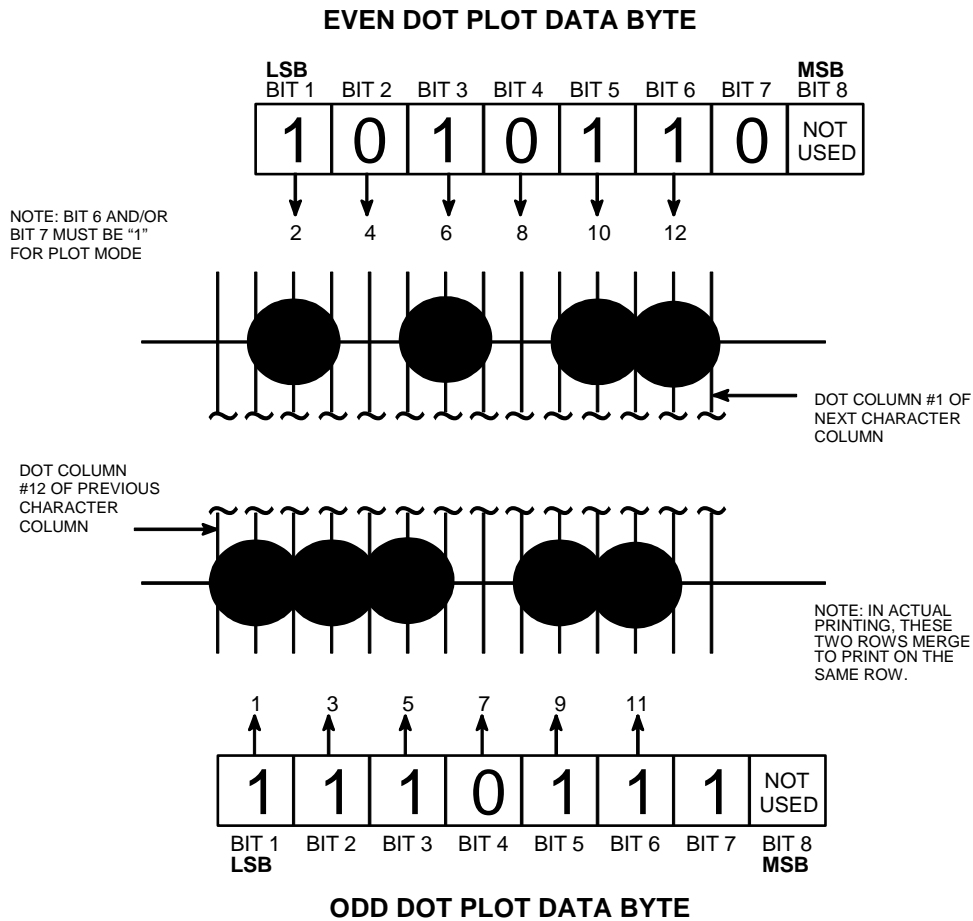 EVEN DOT PLOT DATA BYTE
LSB MSB
BIT 1 BIT 2 BIT 3 BIT 4 BIT 5 BIT 6 BIT 7 BIT 8
1 0 1 0 1 1 0 NOT
USED
NOTE: BIT 6 AND/OR
BIT 7 MUST BE “1”
FOR PLOT MODE
2 4 6 8 10 12
DOT COLUMN #1 OF
NEXT CHARACTER
COLUMN
DOT COLUMN
#12 OF PREVIOUS
CHARACTER
COLUMN
NOTE: IN ACTUAL
PRINTING, THESE
TWO ROWS MERGE
TO PRINT ON THE
SAME ROW.
1 3 5 7 9 11
1 1 1 0 1 1 1 NOT
USED
BIT 1 BIT 2 BIT 3 BIT 4 BIT 5 BIT 6 BIT 7 BIT 8
LSB MSB
ODD DOT PLOT DATA BYTE